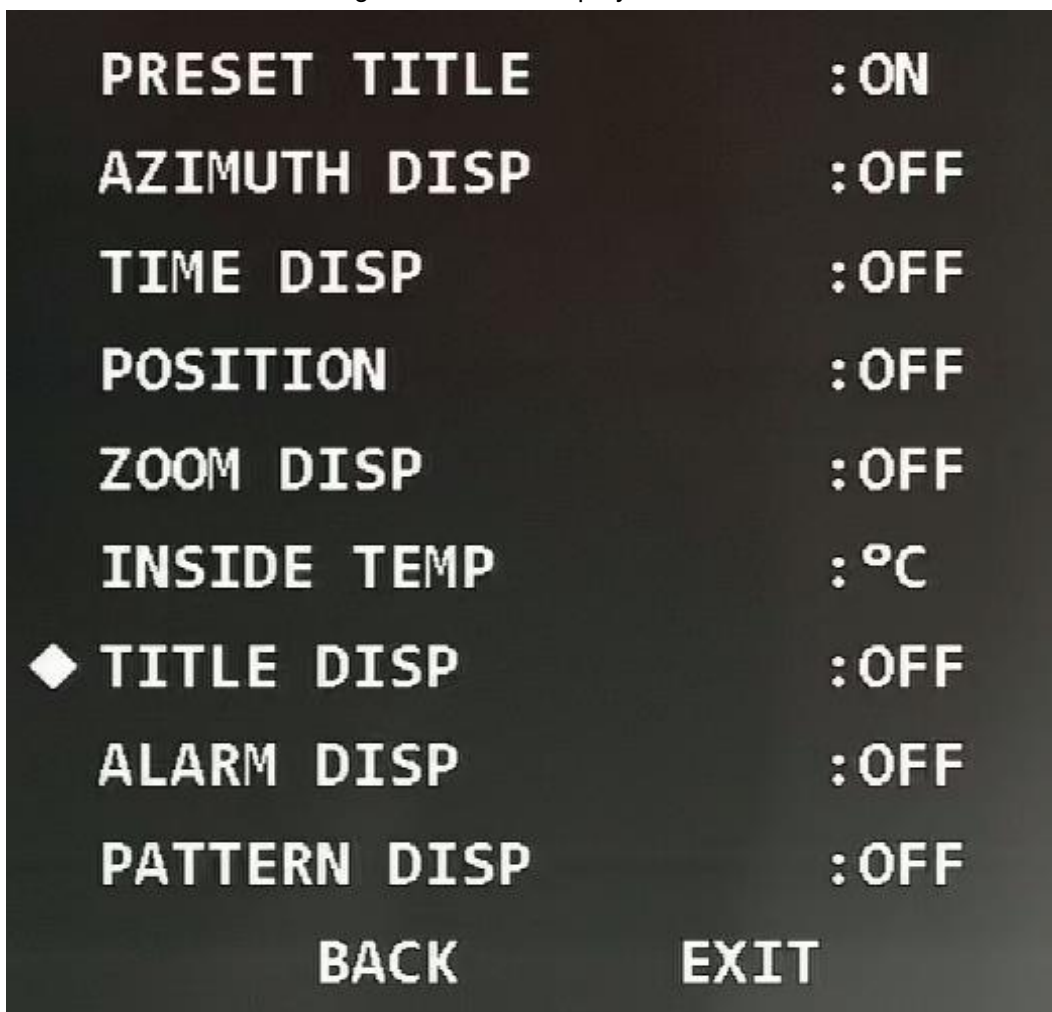 PRESET TITLE :ON
AZIMUTH DISP :OFF
TIME DISP :OFF
POSITION :OFF
ZOOM DISP :OFF
INSIDE TEMP :°C
TITLE DISP :OFF
ALARM DISP :OFF
PATTERN DISP :OFF
BACK EXIT